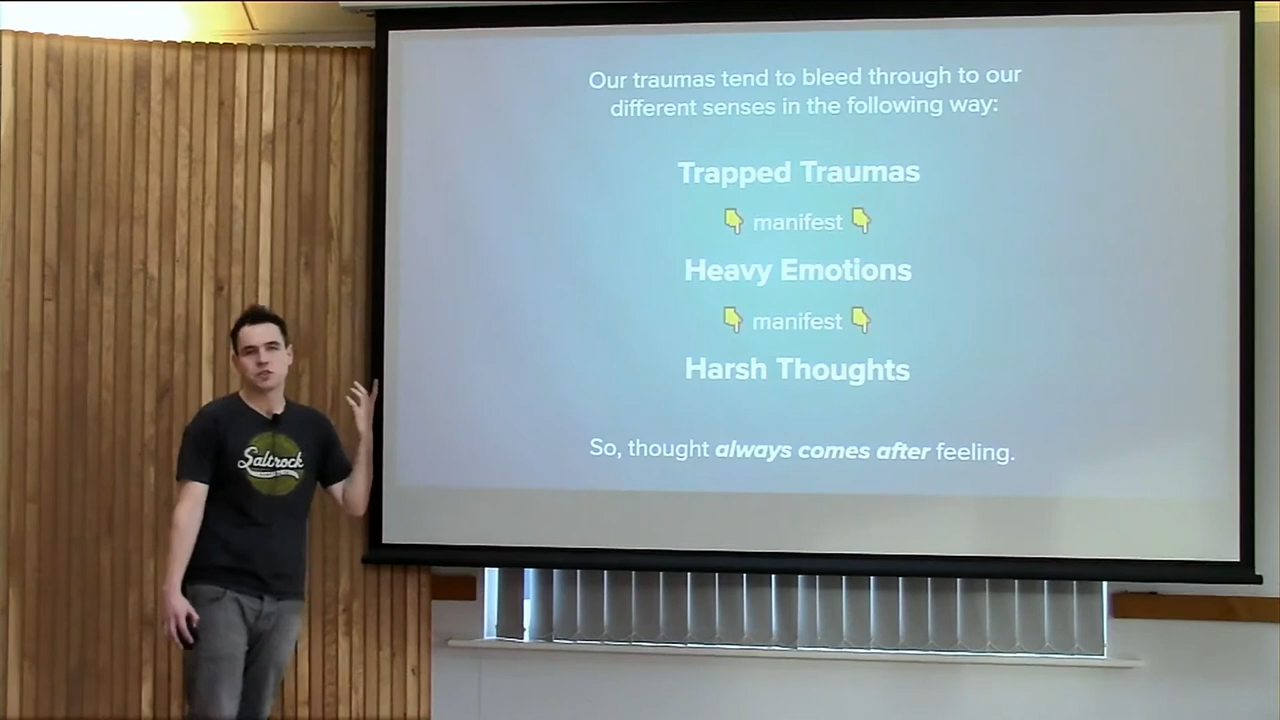 Our traumas tend to bleed through to our
different senses in the following way:
Trapped Traumas
👇 manifest 👇
Heavy Emotions
👇 manifest 👇
Harsh Thoughts
So, thought always comes after feeling.
Saltrock